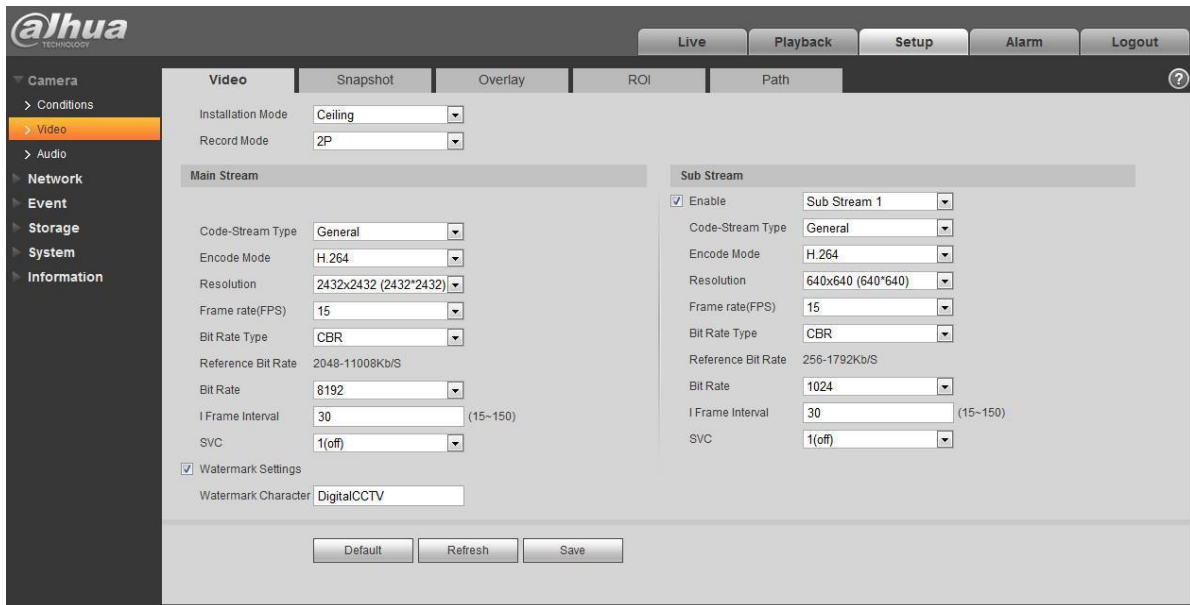 alhua
TECHNOLOGY
Live Playback Setup Alarm Logout
Camera
> Conditions
> Video
> Audio
Network
Event
Storage
System
Information
Video Snapshot Overlay ROI Path ?
Installation Mode Ceiling
Record Mode 2P
Main Stream
Code-Stream Type General
Encode Mode H.264
Resolution 2432x2432 (2432*2432)
Frame rate(FPS) 15
Bit Rate Type CBR
Reference Bit Rate 2048-11008Kb/S
Bit Rate 8192
I Frame Interval 30 (15~150)
SVC 1(off)
Watermark Settings
Watermark Character DigitalCCTV
Sub Stream
Enable Sub Stream 1
Code-Stream Type General
Encode Mode H.264
Resolution 640x640 (640*640)
Frame rate(FPS) 15
Bit Rate Type CBR
Reference Bit Rate 256-1792Kb/S
Bit Rate 1024
I Frame Interval 30 (15~150)
SVC 1(off)
Default Refresh Save